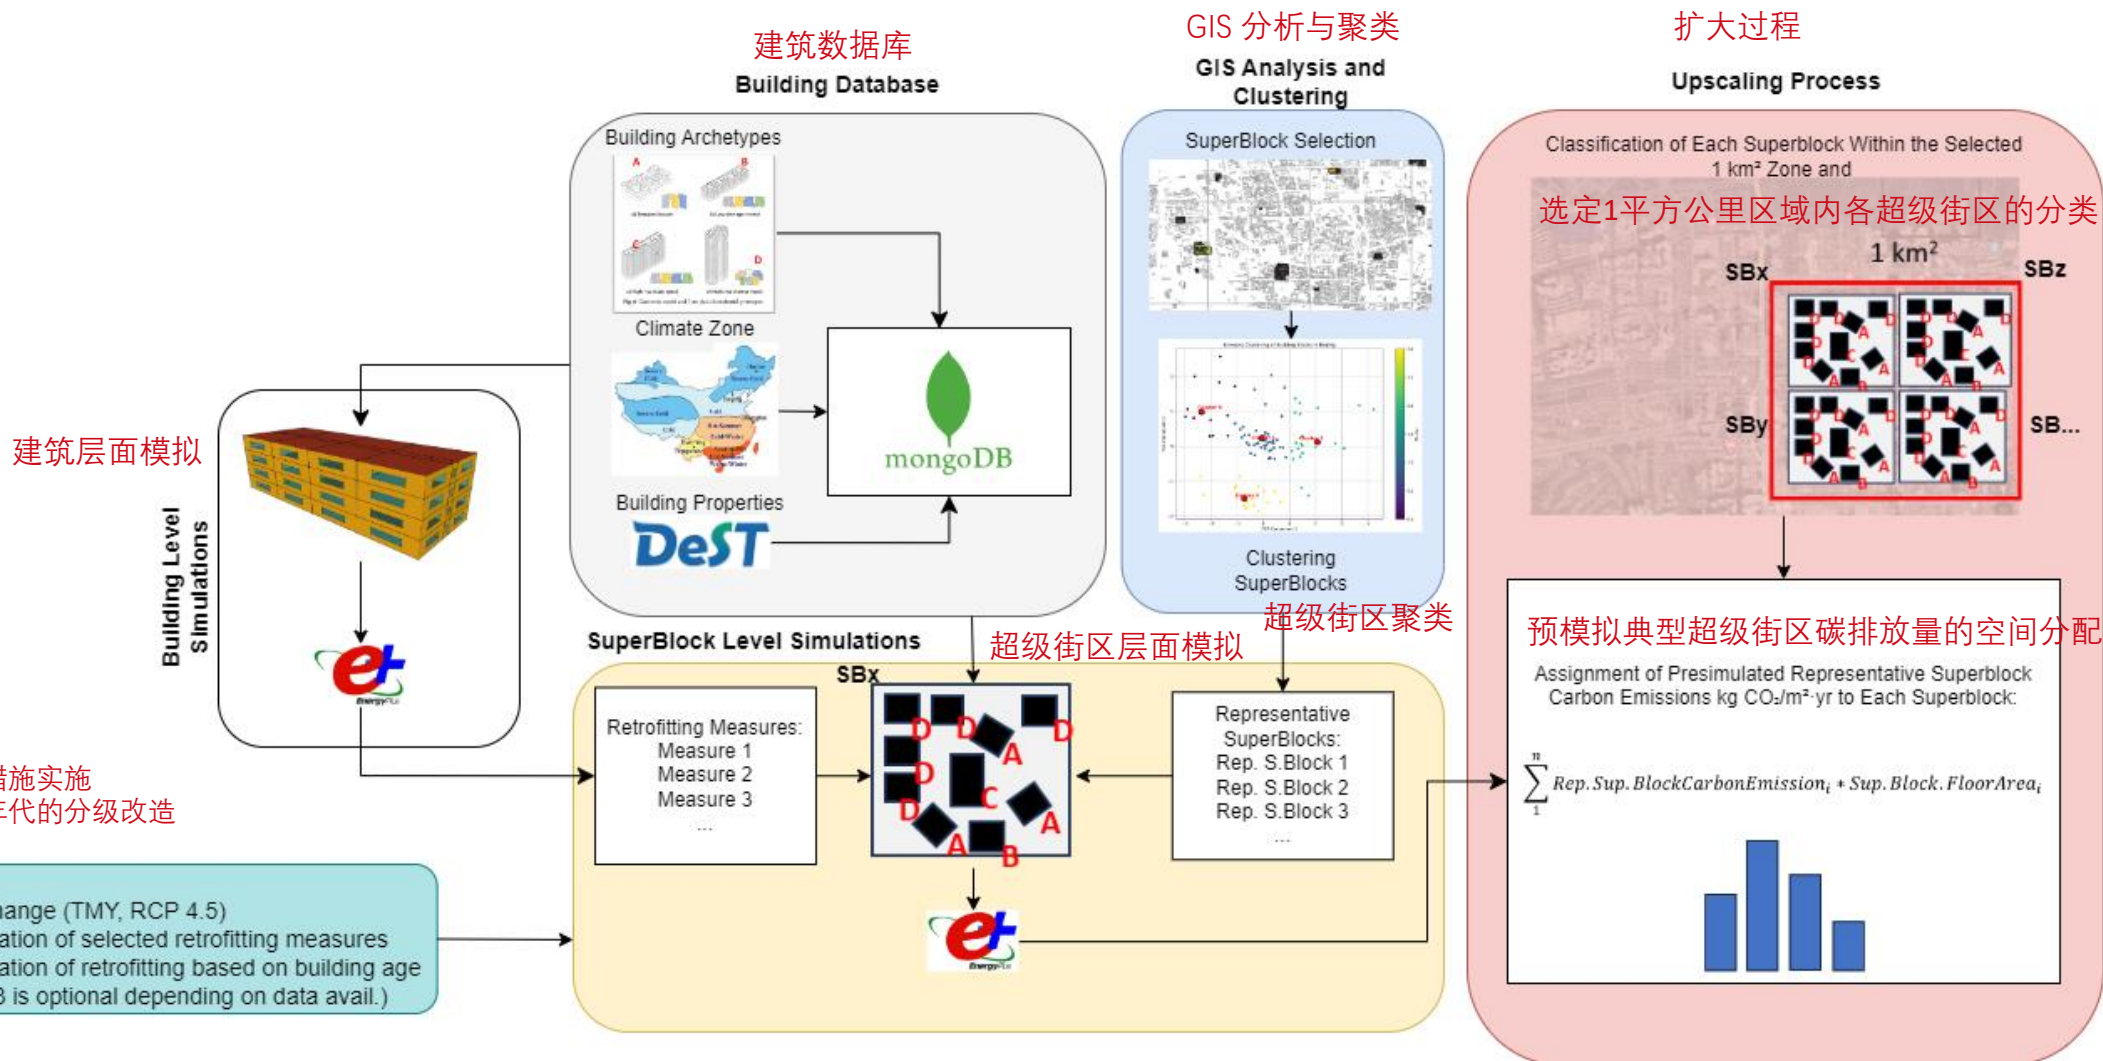 建筑数据库
Building Database
GIS 分析与聚类
GIS Analysis and
Clustering
扩大过程
Upscaling Process
Building Archetypes
A
B
C
D
Climate Zone
Building Properties
DeST
mongoDB
SuperBlock Selection
Clustering
SuperBlocks
超级街区聚类
Classification of Each Superblock Within the Selected
1 km² Zone and
选定1平方公里区域内各超级街区的分类
1 km²
SBx
SBz
SBy
SB...
D
D
D
A
D
C
D
A
A
B
D
D
D
A
D
C
D
A
A
B
D
D
D
A
D
C
D
A
A
B
D
D
D
A
D
C
D
A
A
B
建筑层面模拟
Building Level
Simulations
EnergyPlus
SuperBlock Level Simulations
超级街区层面模拟
SBx
Retrofitting Measures:
Measure 1
Measure 2
Measure 3
...
D
D
D
A
D
C
D
A
A
B
Representative
SuperBlocks:
Rep. S.Block 1
Rep. S.Block 2
Rep. S.Block 3
...
EnergyPlus
预模拟典型超级街区碳排放量的空间分配
Assignment of Presimulated Representative Superblock
Carbon Emissions kg CO₂/m²·yr to Each Superblock:
n
∑ Rep.Sup.BlockCarbonEmissionᵢ * Sup.Block.FloorAreaᵢ
1
措施实施
年代的分级改造
hange (TMY, RCP 4.5)
ation of selected retrofitting measures
ation of retrofitting based on building age
3 is optional depending on data avail.)